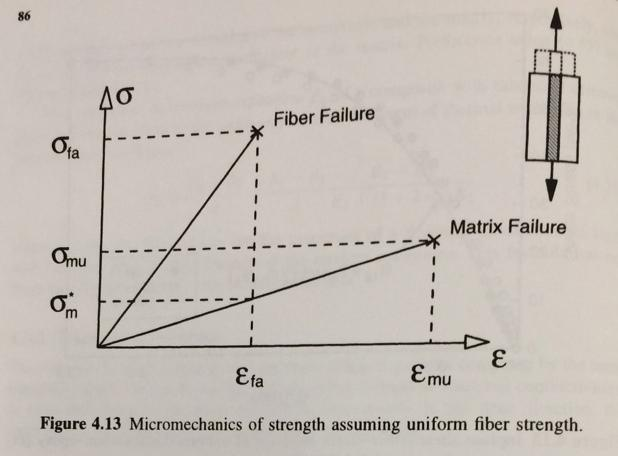 86
σ
Fiber Failure
σfa
Matrix Failure
σmu
σ*m
ε
εfa
εmu
Figure 4.13 Micromechanics of strength assuming uniform fiber strength.